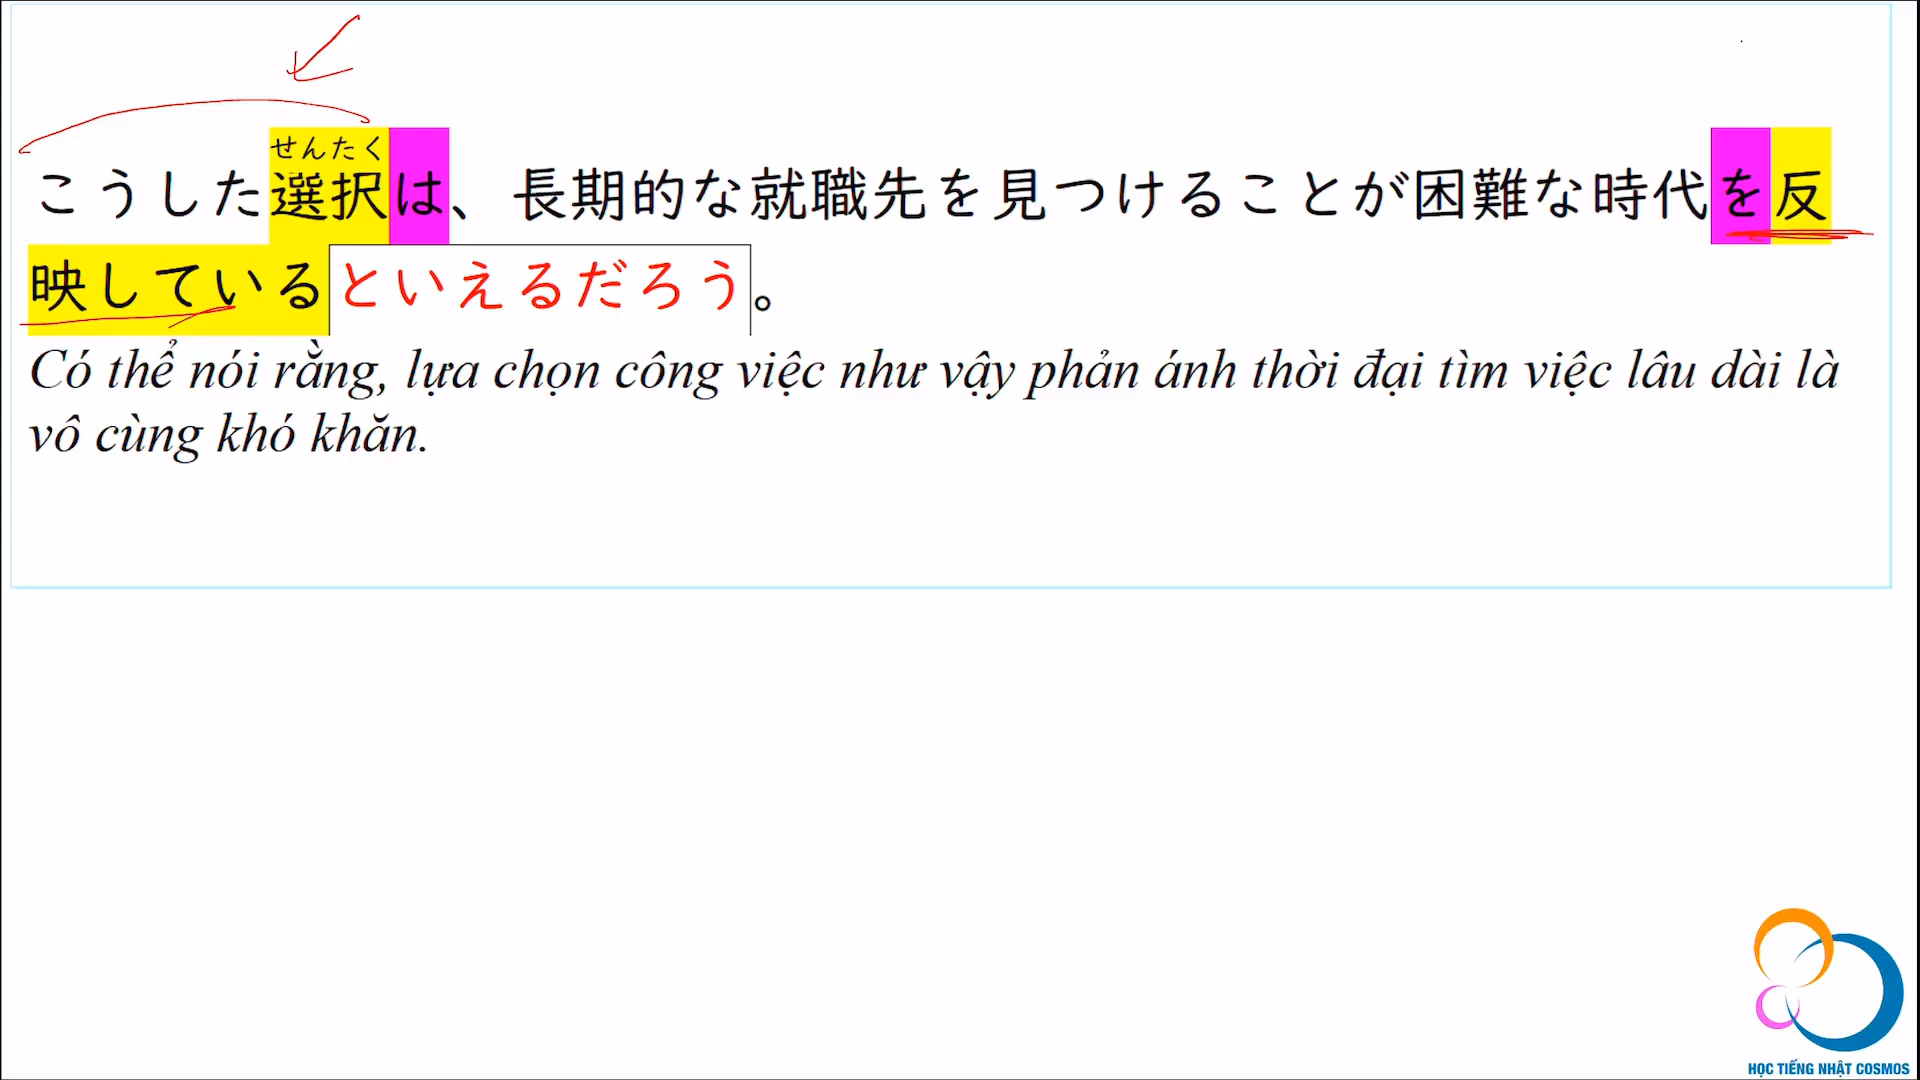 せんたく
こうした選択は、長期的な就職先を見つけることが困難な時代を反
映しているといえるだろう。
Có thể nói rằng, lựa chọn công việc như vậy phản ánh thời đại tìm việc lâu dài là
vô cùng khó khăn.
HỌC TIẾNG NHẬT COSMOS